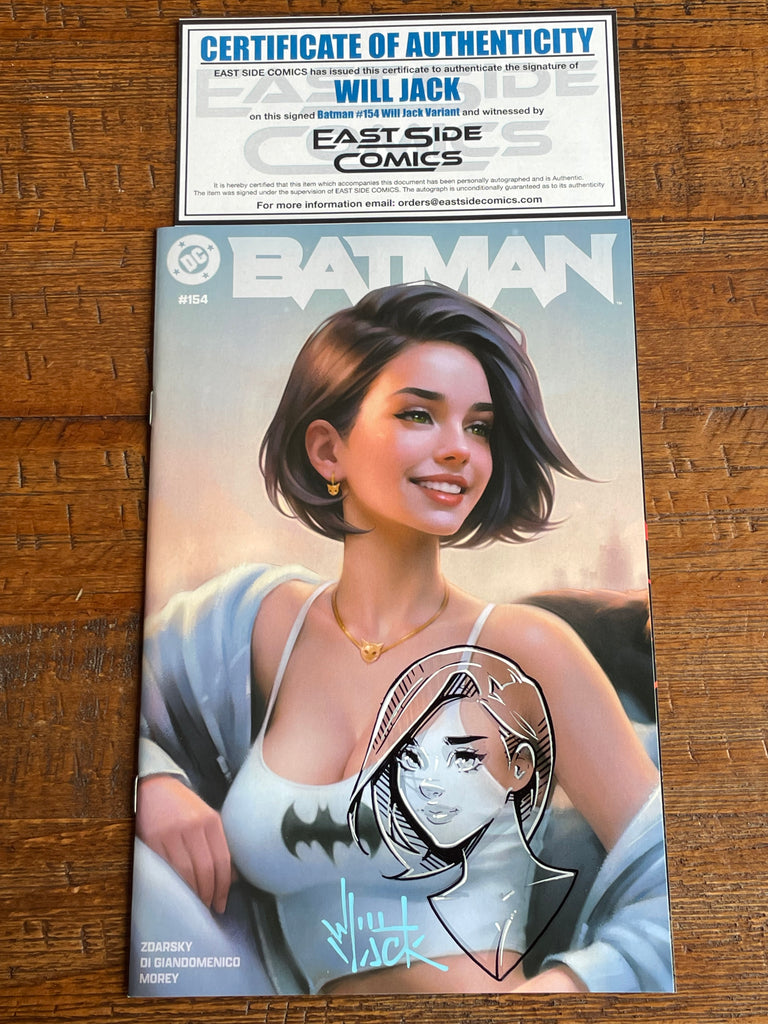 CERTIFICATE OF AUTHENTICITY
EAST SIDE COMICS has issued this certificate to authenticate the signature of
WILL JACK
on this signed Batman #154 Will Jack Variant and witnessed by
EAST SIDE
COMICS
It is hereby certified that this item which accompanies this document has been personally autographed and is Authentic.
The item was signed under the supervision of EAST SIDE COMICS. The autograph is unconditionally guaranteed as to its authenticity
For more information email: orders@eastsidecomics.com
DC
BATMAN
™
#154
Will
Jack
ZDARSKY
DI GIANDOMENICO
MOREY